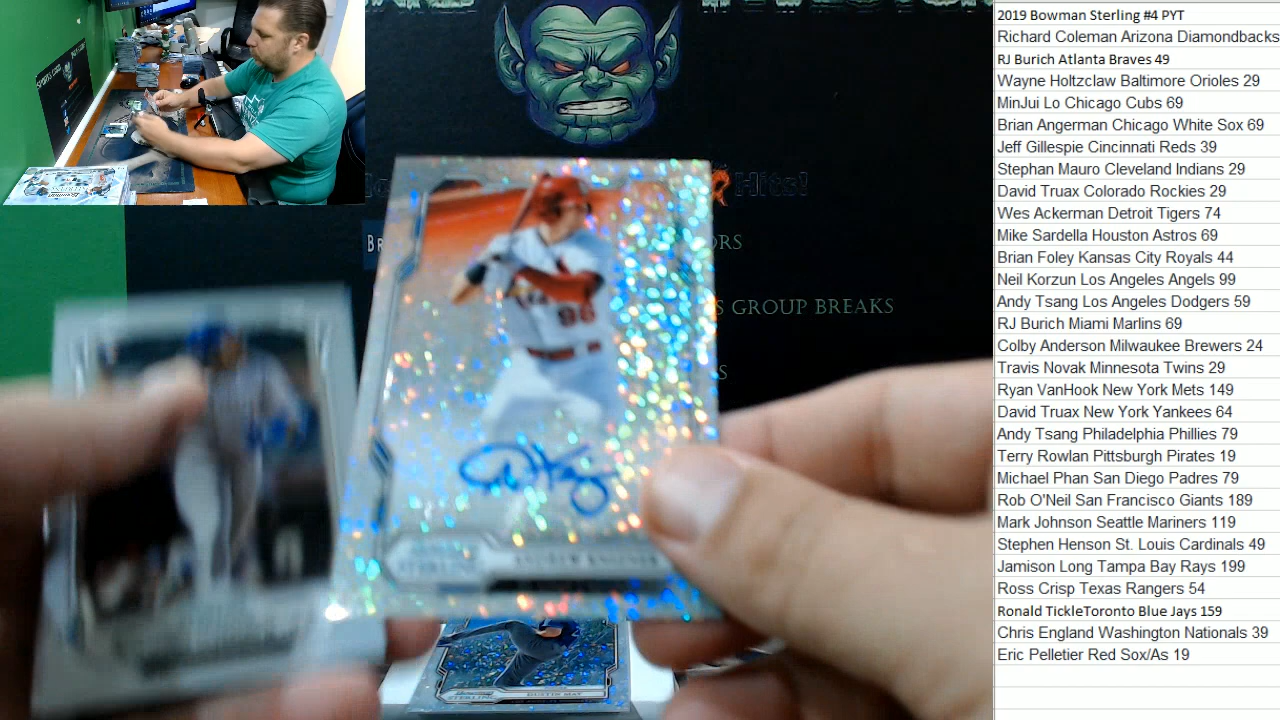 2019 Bowman Sterling #4 PYT
Richard Coleman Arizona Diamondbacks
RJ Burich Atlanta Braves 49
Wayne Holtzclaw Baltimore Orioles 29
MinJui Lo Chicago Cubs 69
Brian Angerman Chicago White Sox 69
Jeff Gillespie Cincinnati Reds 39
Stephan Mauro Cleveland Indians 29
David Truax Colorado Rockies 29
Wes Ackerman Detroit Tigers 74
Mike Sardella Houston Astros 69
Brian Foley Kansas City Royals 44
Neil Korzun Los Angeles Angels 99
Andy Tsang Los Angeles Dodgers 59
RJ Burich Miami Marlins 69
Colby Anderson Milwaukee Brewers 24
Travis Novak Minnesota Twins 29
Ryan VanHook New York Mets 149
David Truax New York Yankees 64
Andy Tsang Philadelphia Phillies 79
Terry Rowlan Pittsburgh Pirates 19
Michael Phan San Diego Padres 79
Rob O'Neil San Francisco Giants 189
Mark Johnson Seattle Mariners 119
Stephen Henson St. Louis Cardinals 49
Jamison Long Tampa Bay Rays 199
Ross Crisp Texas Rangers 54
Ronald TickleToronto Blue Jays 159
Chris England Washington Nationals 39
Eric Pelletier Red Sox/As 19
Hits!
ORS
S GROUP BREAKS
STERLING
DUSTIN MAY